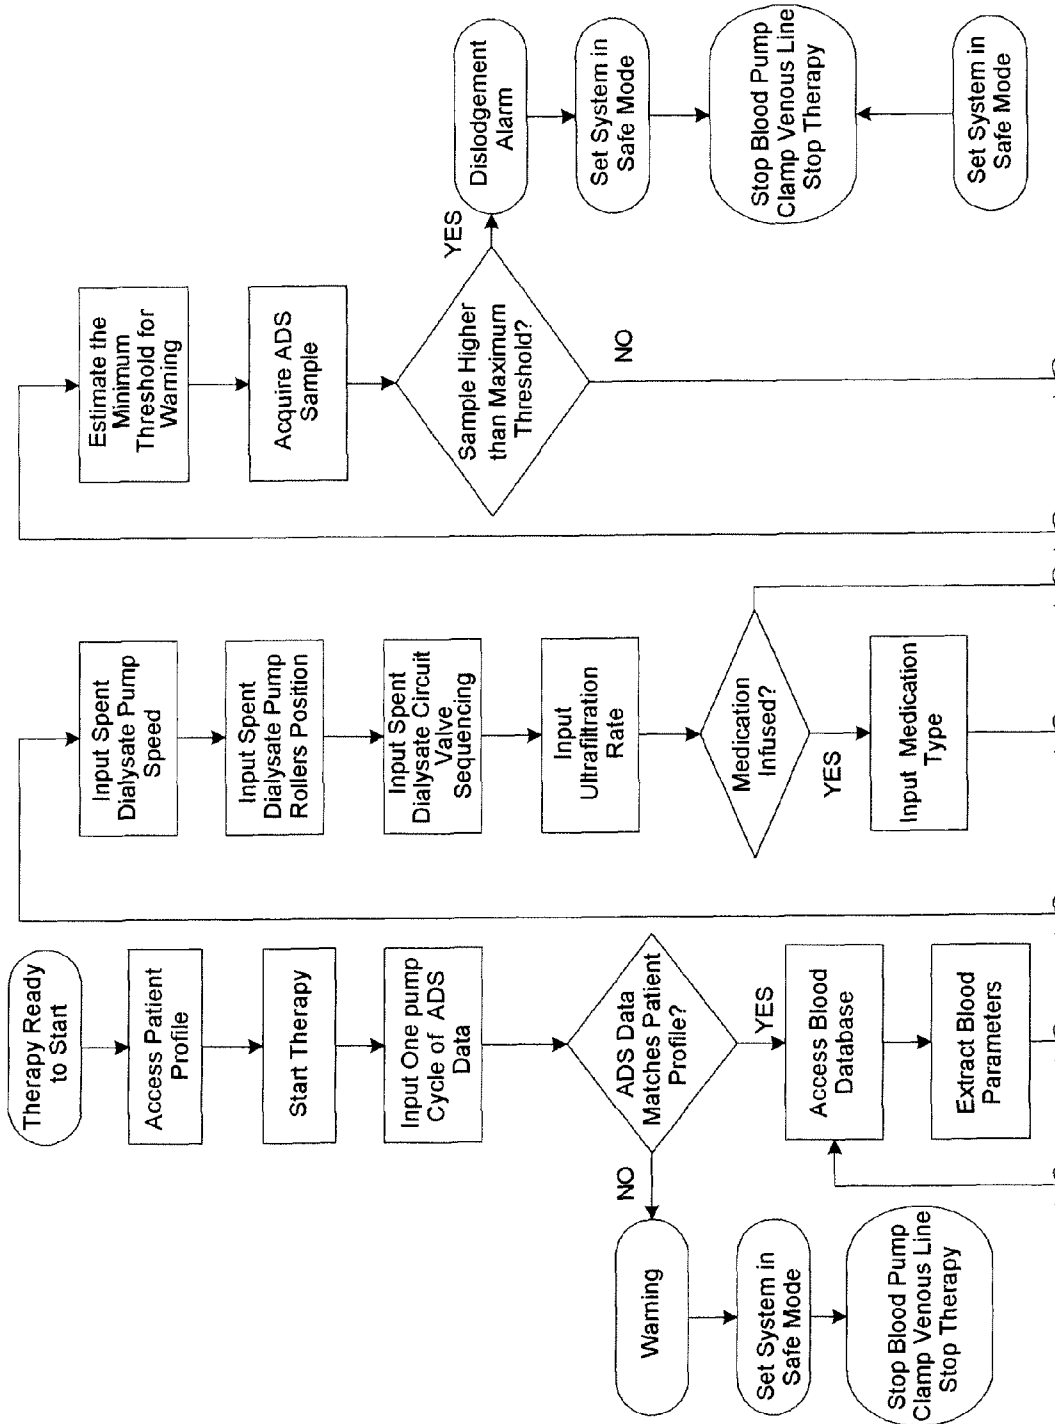 Therapy Ready
to Start
Access Patient
Profile
Start Therapy
Input One pump
Cycle of ADS
Data
ADS Data
Matches Patient
Profile?
NO
YES
Warning
Set System in
Safe Mode
Stop Blood Pump
Clamp Venous Line
Stop Therapy
Access Blood
Database
Extract Blood
Parameters
Input Spent
Dialysate Pump
Speed
Input Spent
Dialysate Pump
Rollers Position
Input Spent
Dialysate Circuit
Valve
Sequencing
Input
Ultrafiltration
Rate
Medication
Infused?
YES
Input Medication
Type
Estimate the
Minimum
Threshold for
Warning
Acquire ADS
Sample
Sample Higher
than Maximum
Threshold?
YES
NO
Dislodgement
Alarm
Set System in
Safe Mode
Stop Blood Pump
Clamp Venous Line
Stop Therapy
Set System in
Safe Mode